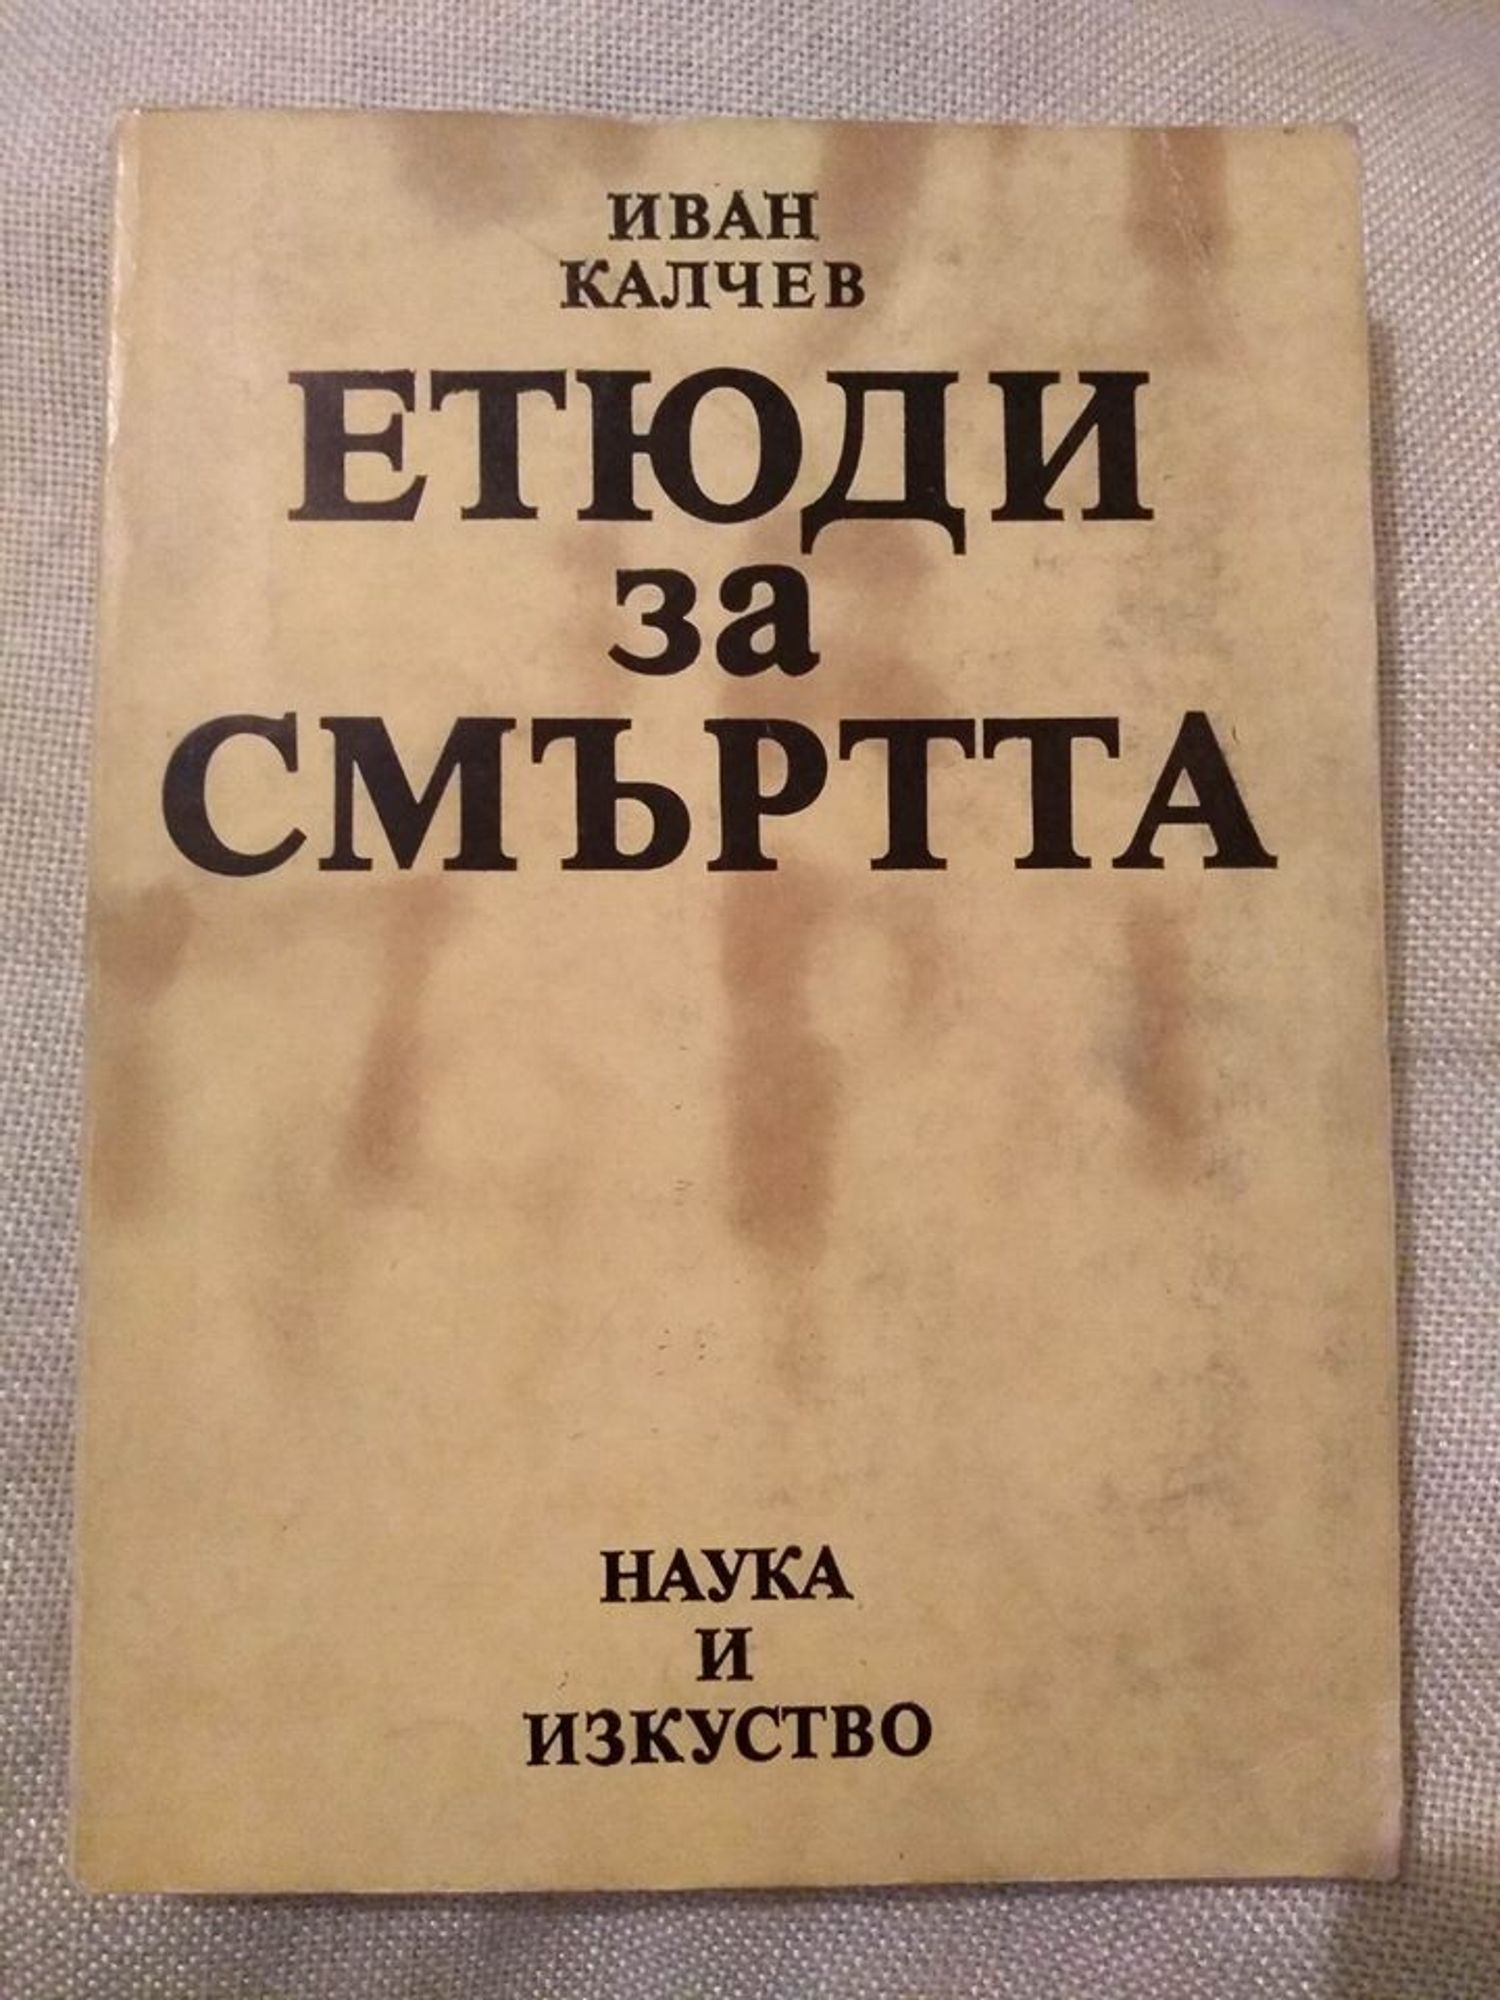 ИВАН
КАЛЧЕВ
ЕТЮДИ
за
СМЪРТТА
НАУКА
И
ИЗКУСТВО